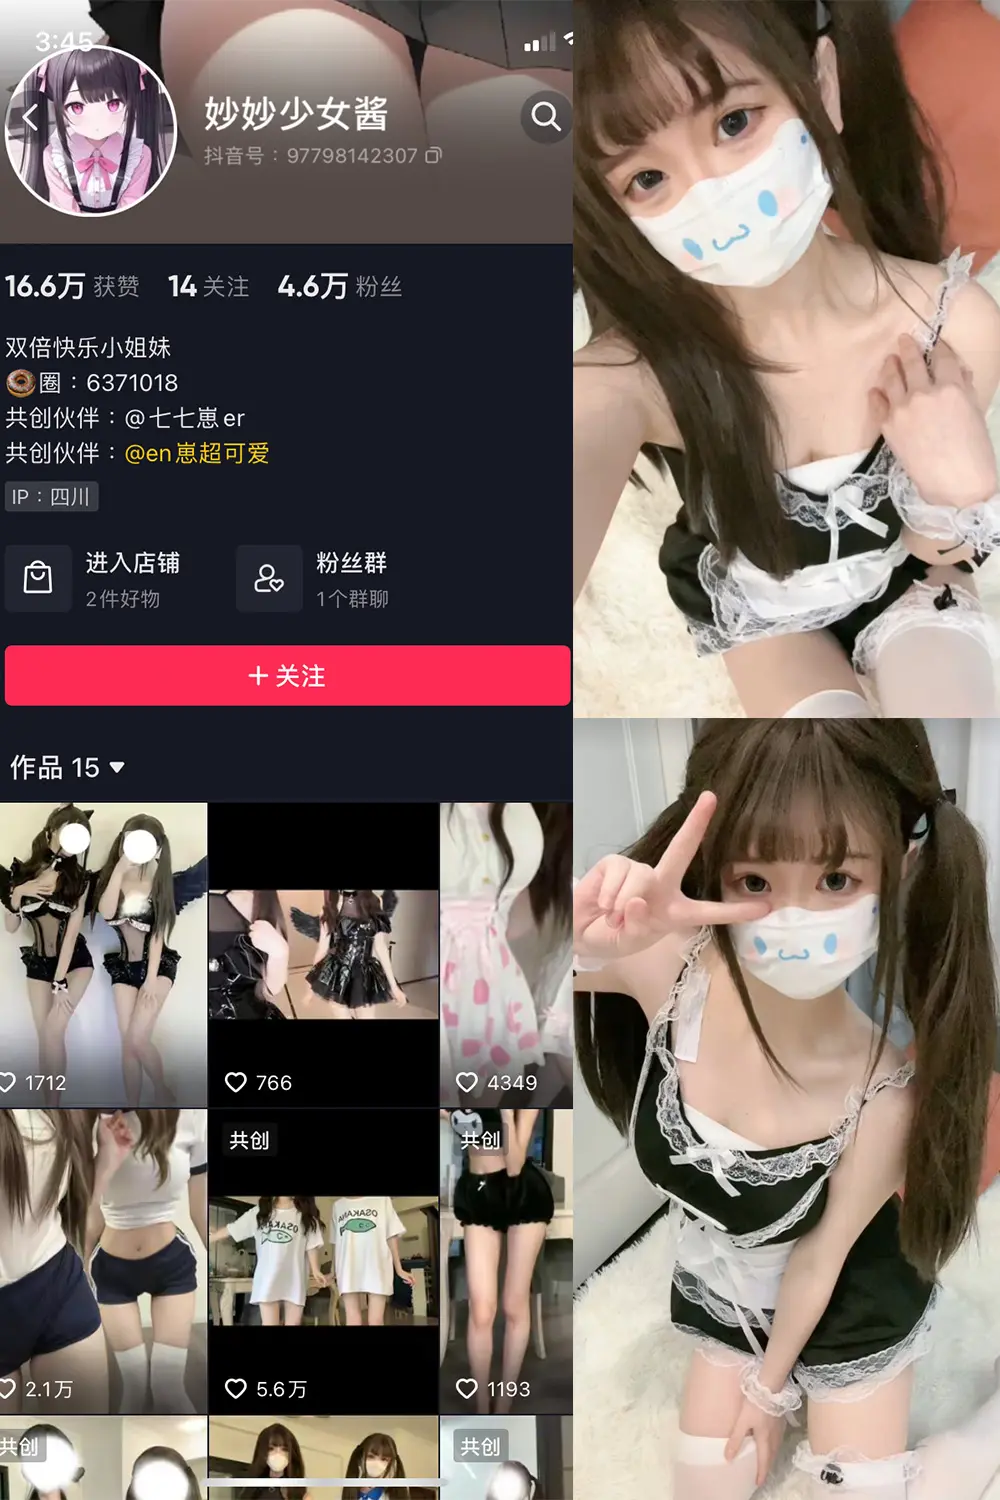 3:45
妙妙少女酱
抖音号：97798142307
16.6万 获赞 14 关注 4.6万 粉丝
双倍快乐小姐妹
🍩圈：6371018
共创伙伴：@七七崽er
共创伙伴：@en崽超可爱
IP：四川
进入店铺
2件好物
粉丝群
1个群聊
+ 关注
作品 15
1712
766
4349
共创
共创
OSAKANA
OSAKANA
2.1万
5.6万
1193
共创
共创